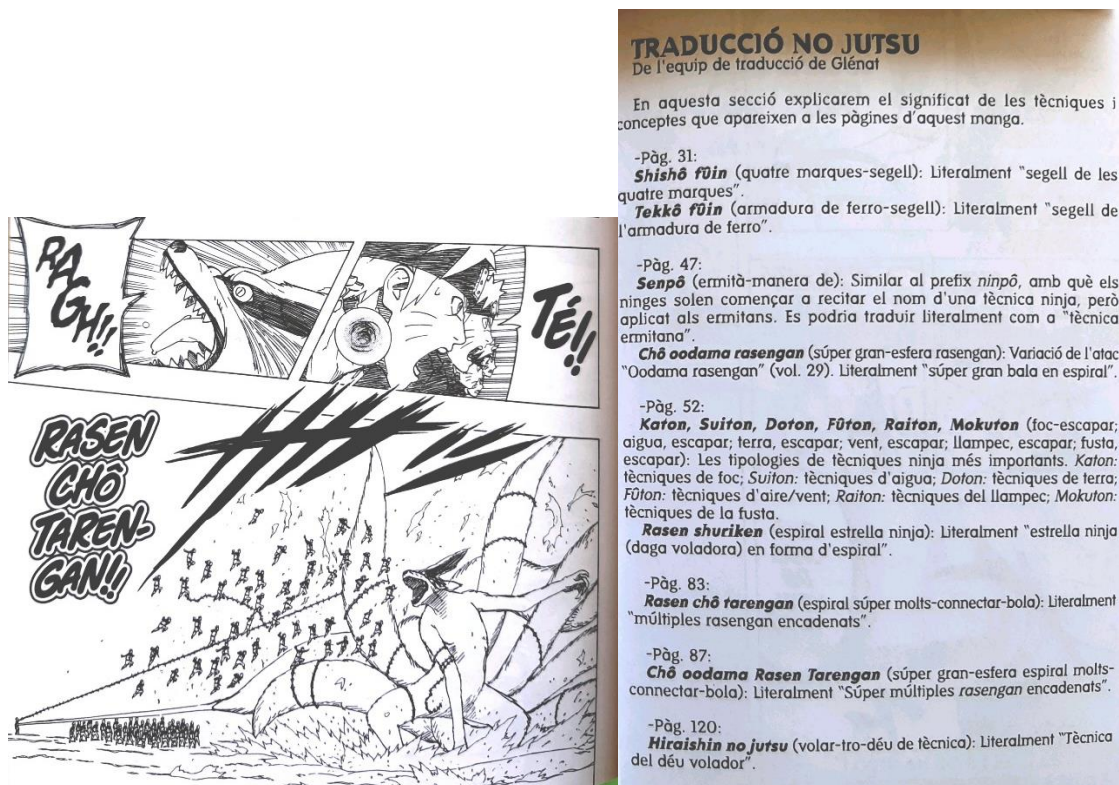 RA
GH!!
TÉ!!
RASEN
CHÔ
TAREN-
GAN!!
TRADUCCIÓ NO JUTSU
De l'equip de traducció de Glénat
En aquesta secció explicarem el significat de les tècniques i
conceptes que apareixen a les pàgines d'aquest manga.
-Pàg. 31:
Shishô fûin (quatre marques-segell): Literalment "segell de les
quatre marques".
Tekkô fûin (armadura de ferro-segell): Literalment "segell de
l'armadura de ferro".
-Pàg. 47:
Senpô (ermità-manera de): Similar al prefix ninpô, amb què els
ninges solen començar a recitar el nom d'una tècnica ninja, però
aplicat als ermitans. Es podria traduir literalment com a "tècnica
ermitana".
Chô oodama rasengan (súper gran-esfera rasengan): Variació de l'atac
"Oodama rasengan" (vol. 29). Literalment "súper gran bala en espiral".
-Pàg. 52:
Katon, Suiton, Doton, Fûton, Raiton, Mokuton (foc-escapar;
aigua, escapar; terra, escapar; vent, escapar; llampec, escapar; fusta,
escapar): Les tipologies de tècniques ninja més importants. Katon:
tècniques de foc; Suiton: tècniques d'aigua; Doton: tècniques de terra;
Fûton: tècniques d'aire/vent; Raiton: tècniques del llampec; Mokuton:
tècniques de la fusta.
Rasen shuriken (espiral estrella ninja): Literalment "estrella ninja
(daga voladora) en forma d'espiral".
-Pàg. 83:
Rasen chô tarengan (espiral súper molts-connectar-bola): Literalment
"múltiples rasengan encadenats".
-Pàg. 87:
Chô oodama Rasen Tarengan (súper gran-esfera espiral molts-
connectar-bola): Literalment "Súper múltiples rasengan encadenats".
-Pàg. 120:
Hiraishin no jutsu (volar-tro-déu de tècnica): Literalment "Tècnica
del déu volador".